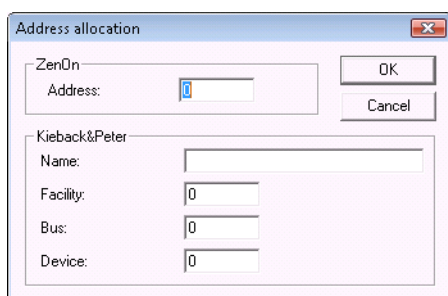 Address allocation
ZenOn
Address: 0
OK
Cancel
Kieback&Peter
Name:
Facility: 0
Bus: 0
Device: 0